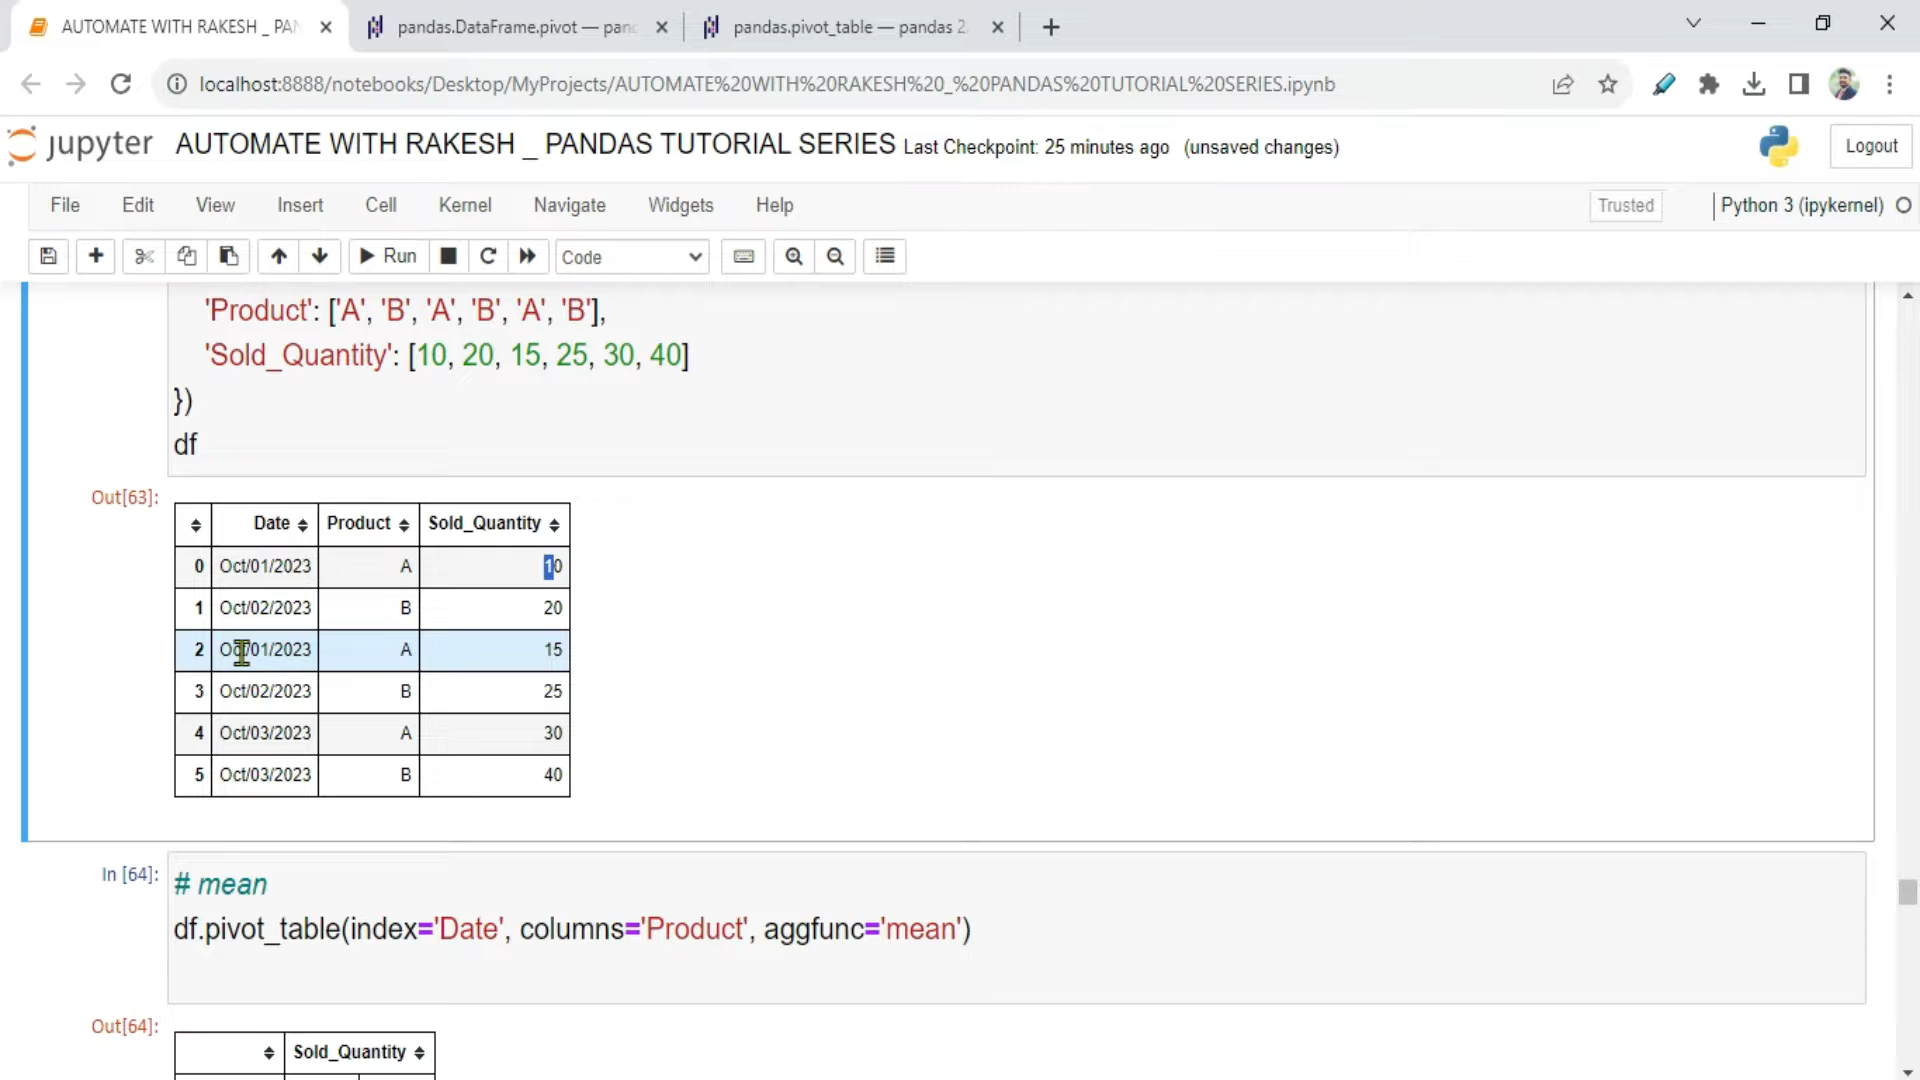 AUTOMATE WITH RAKESH _ PAN
pandas.DataFrame.pivot — pand
pandas.pivot_table — pandas 2.
localhost:8888/notebooks/Desktop/MyProjects/AUTOMATE%20WITH%20RAKESH%20_%20PANDAS%20TUTORIAL%20SERIES.ipynb
jupyter AUTOMATE WITH RAKESH _ PANDAS TUTORIAL SERIES Last Checkpoint: 25 minutes ago (unsaved changes) Logout
File Edit View Insert Cell Kernel Navigate Widgets Help Trusted Python 3 (ipykernel)
Run Code
'Product': ['A', 'B', 'A', 'B', 'A', 'B'],
'Sold_Quantity': [10, 20, 15, 25, 30, 40]
})
df
Out[63]:
Date Product Sold_Quantity
0 Oct/01/2023 A 10
1 Oct/02/2023 B 20
2 Oct/01/2023 A 15
3 Oct/02/2023 B 25
4 Oct/03/2023 A 30
5 Oct/03/2023 B 40
In [64]: # mean
df.pivot_table(index='Date', columns='Product', aggfunc='mean')
Out[64]:
Sold_Quantity